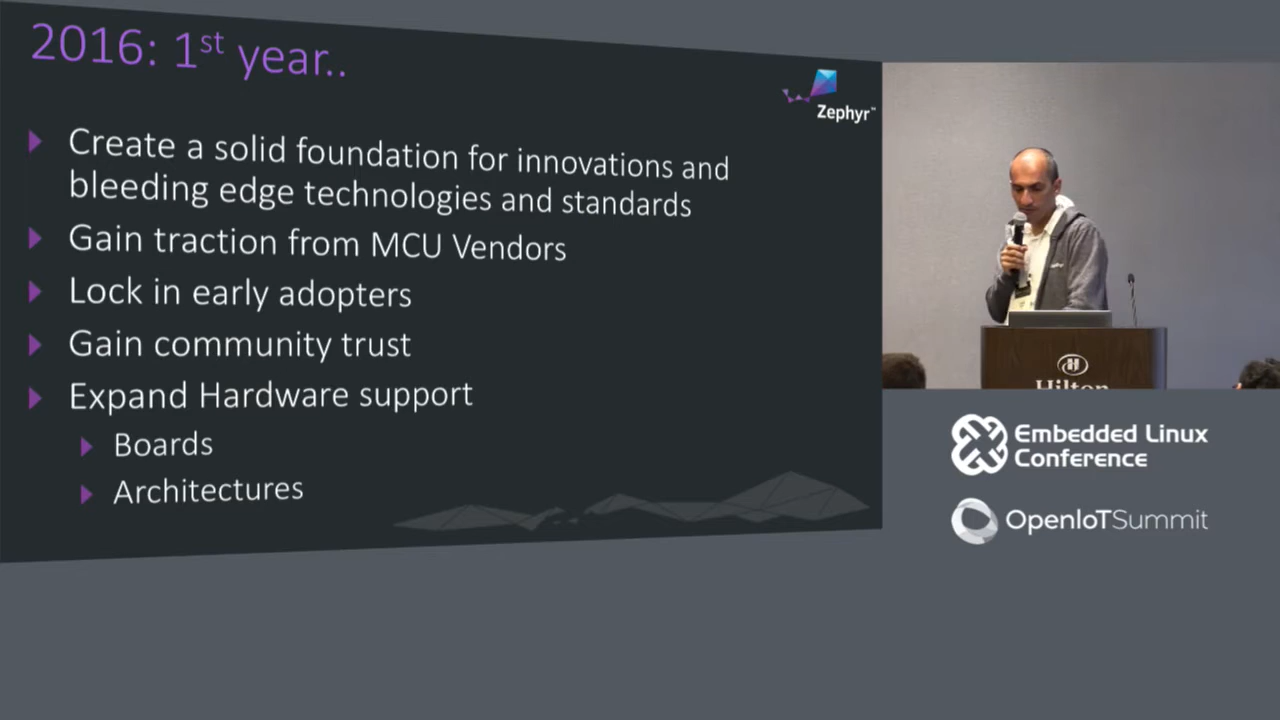 2016: 1st year..
Zephyr™
Create a solid foundation for innovations and
bleeding edge technologies and standards
Gain traction from MCU Vendors
Lock in early adopters
Gain community trust
Expand Hardware support
Boards
Architectures
Hilton
Embedded Linux
Conference
OpenIoTSummit